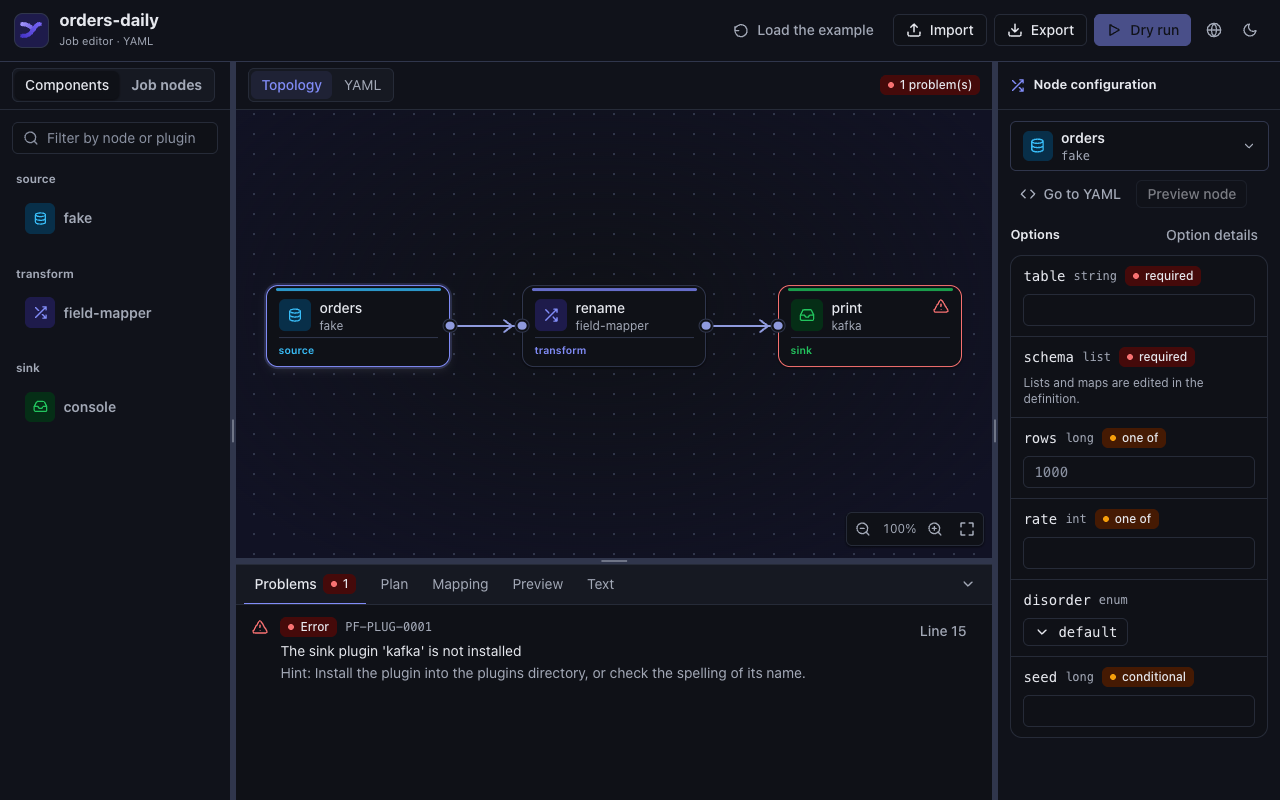 orders-daily
Job editor · YAML
Load the example
Import
Export
Dry run
Components
Job nodes
Filter by node or plugin
source
fake
transform
field-mapper
sink
console
Topology
YAML
1 problem(s)
orders
fake
source
rename
field-mapper
transform
print
kafka
sink
100%
Problems
1
Plan
Mapping
Preview
Text
Error
PF-PLUG-0001
The sink plugin 'kafka' is not installed
Hint: Install the plugin into the plugins directory, or check the spelling of its name.
Line 15
Node configuration
orders
fake
Go to YAML
Preview node
Options
Option details
table string required
schema list required
Lists and maps are edited in the
definition.
rows long one of
1000
rate int one of
disorder enum
default
seed long conditional